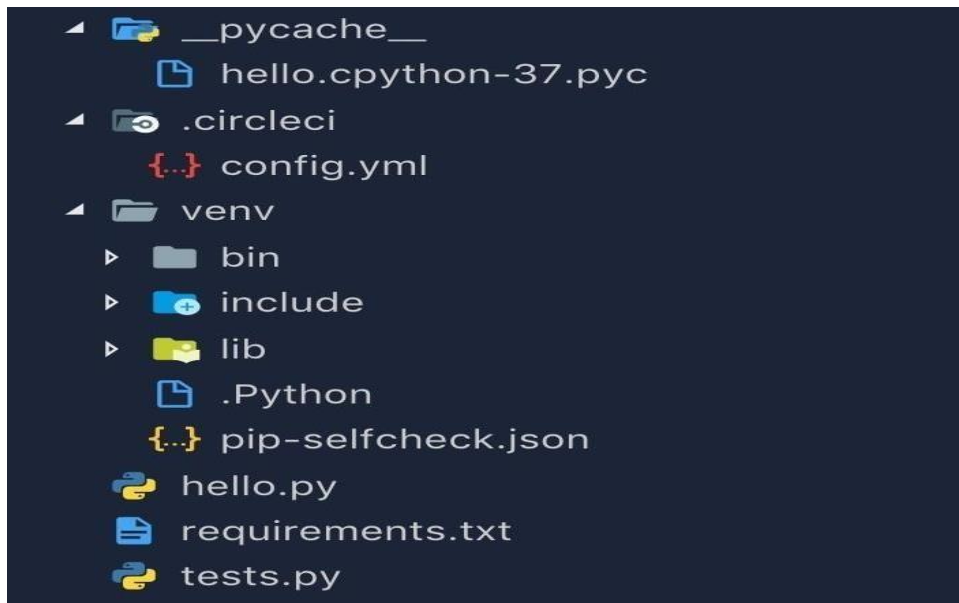 __pycache__
hello.cpython-37.pyc
.circleci
{...} config.yml
venv
bin
include
lib
.Python
{...} pip-selfcheck.json
hello.py
requirements.txt
tests.py